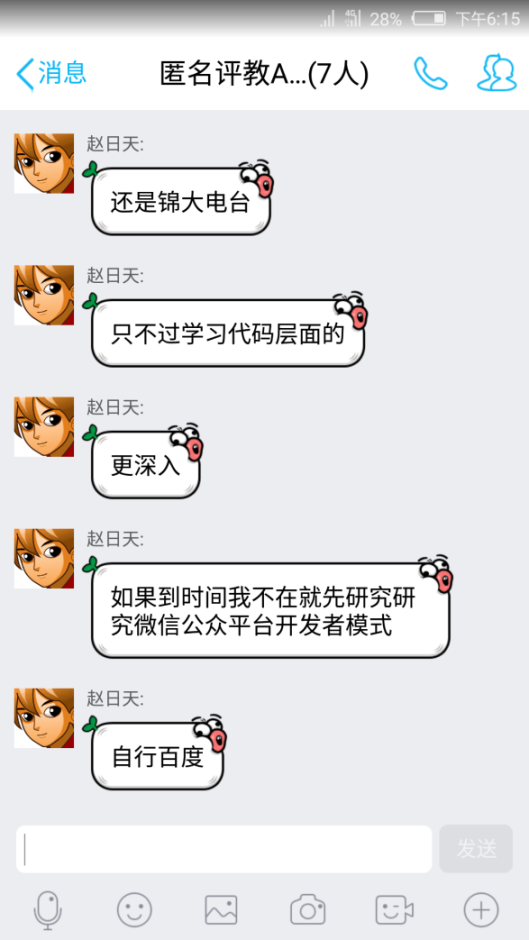 4G 28% 下午6:15
消息 匿名评教A...(7人)
赵日天:
还是锦大电台
赵日天:
只不过学习代码层面的
赵日天:
更深入
赵日天:
如果到时间我不在就先研究研
究微信公众平台开发者模式
赵日天:
自行百度
发送